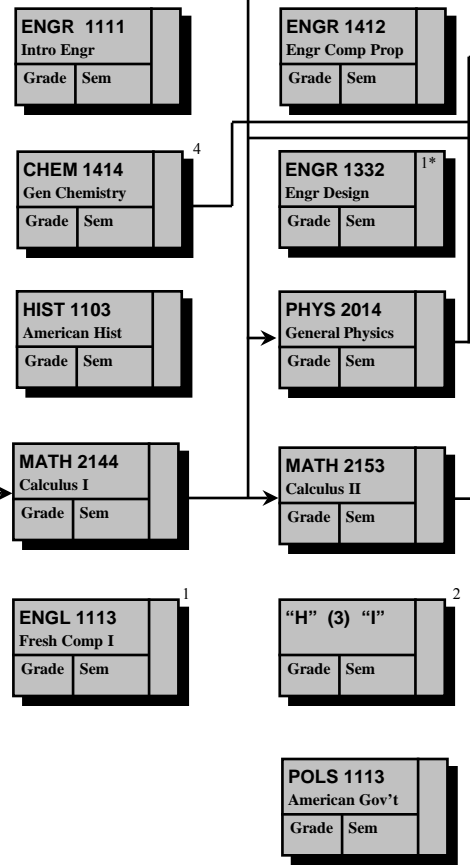 ENGR 1111
Intro Engr
Grade Sem
CHEM 1414
Gen Chemistry
Grade Sem
4
HIST 1103
American Hist
Grade Sem
MATH 2144
Calculus I
Grade Sem
ENGL 1113
Fresh Comp I
Grade Sem
1
ENGR 1412
Engr Comp Prop
Grade Sem
ENGR 1332
Engr Design
Grade Sem
1*
PHYS 2014
General Physics
Grade Sem
MATH 2153
Calculus II
Grade Sem
“H” (3) “I”
Grade Sem
2
POLS 1113
American Gov’t
Grade Sem